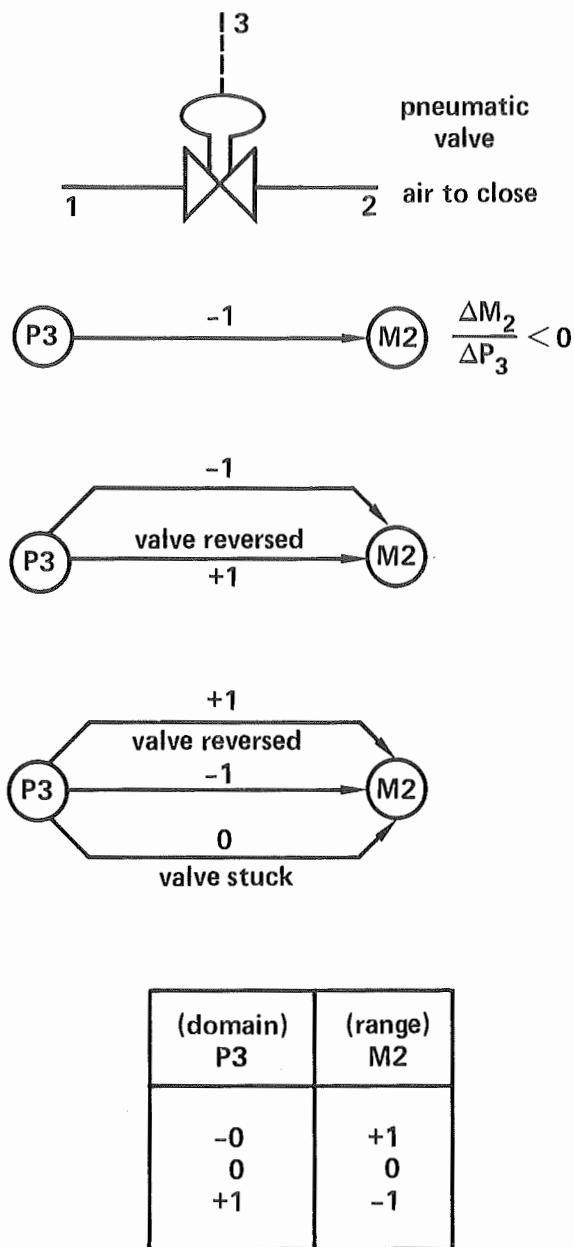 3
pneumatic
valve
1
2
air to close
P3
-1
M2
ΔM2
ΔP3
< 0
-1
P3
valve reversed
+1
M2
+1
valve reversed
P3
-1
M2
0
valve stuck
(domain) (range)
P3 M2
-0 +1
0 0
+1 -1